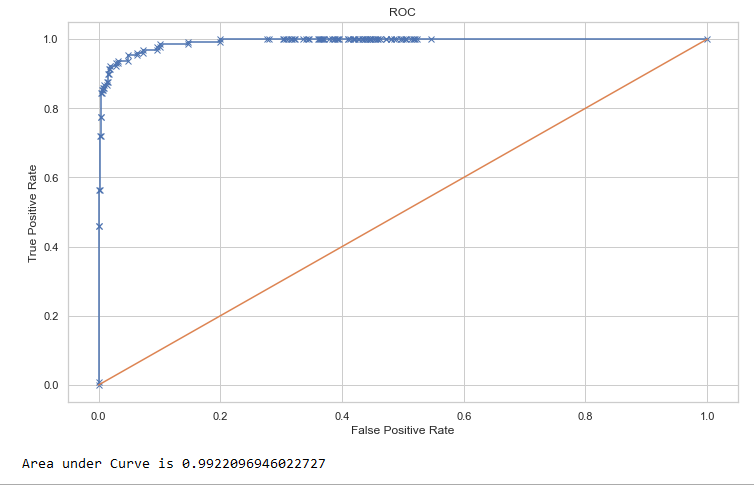 ROC
1.0
0.8
0.6
0.4
0.2
0.0
True Positive Rate
0.0 0.2 0.4 0.6 0.8 1.0
False Positive Rate
Area under Curve is 0.9922096946022727